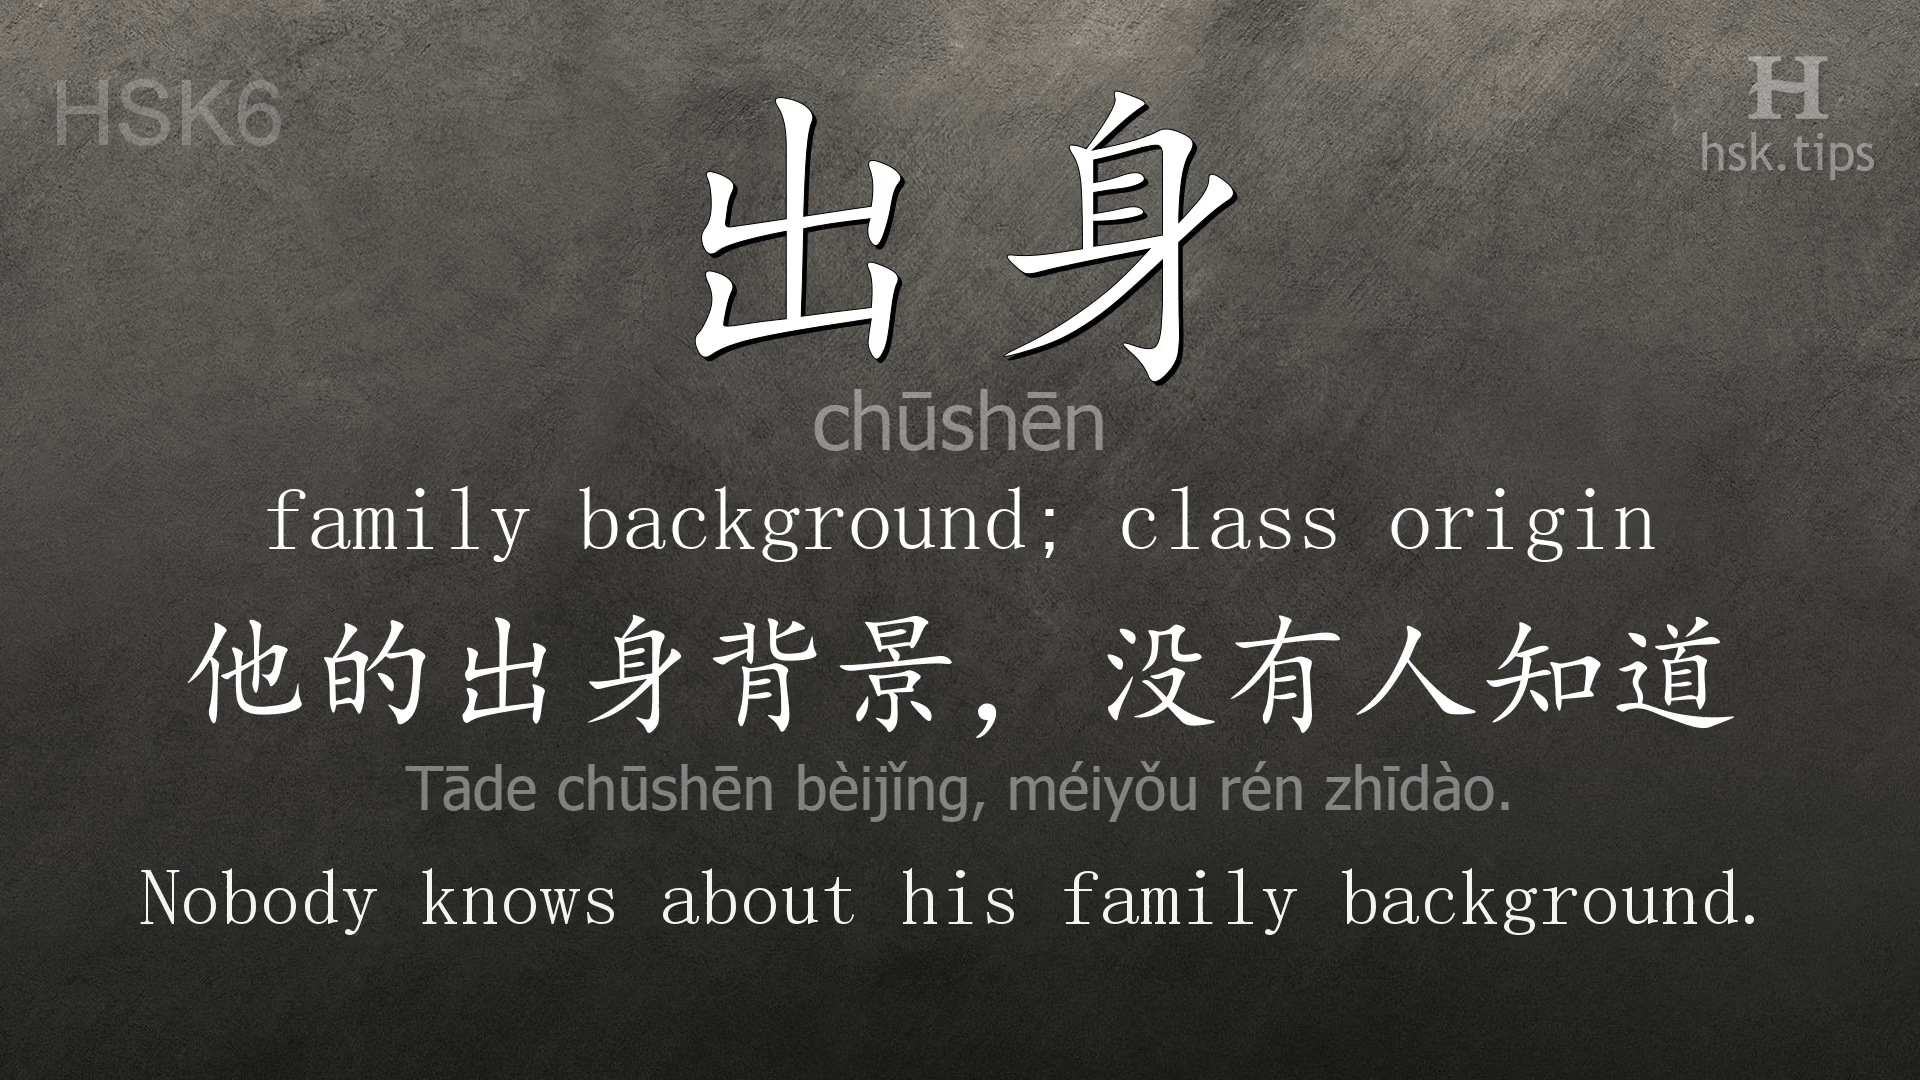 HSK6
H
hsk.tips
出身
chūshēn
family background; class origin
他的出身背景，没有人知道
Tāde chūshēn bèijǐng, méiyǒu rén zhīdào.
Nobody knows about his family background.